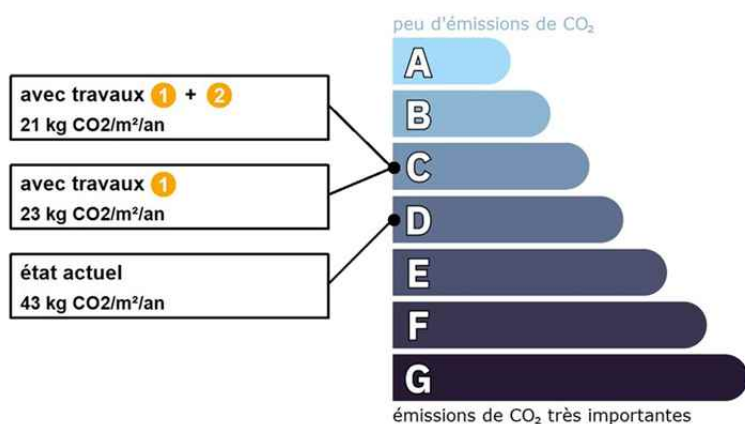 peu d'émissions de CO₂
avec travaux 1 + 2
21 kg CO2/m²/an
avec travaux 1
23 kg CO2/m²/an
état actuel
43 kg CO2/m²/an
A
B
C
D
E
F
G
émissions de CO₂ très importantes